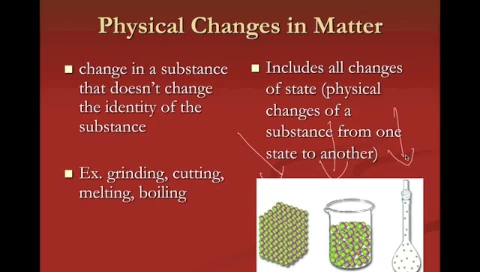 Physical Changes in Matter
change in a substance
that doesn't change
the identity of the
substance
Ex. grinding, cutting,
melting, boiling
Includes all changes
of state (physical
changes of a
substance from one
state to another)